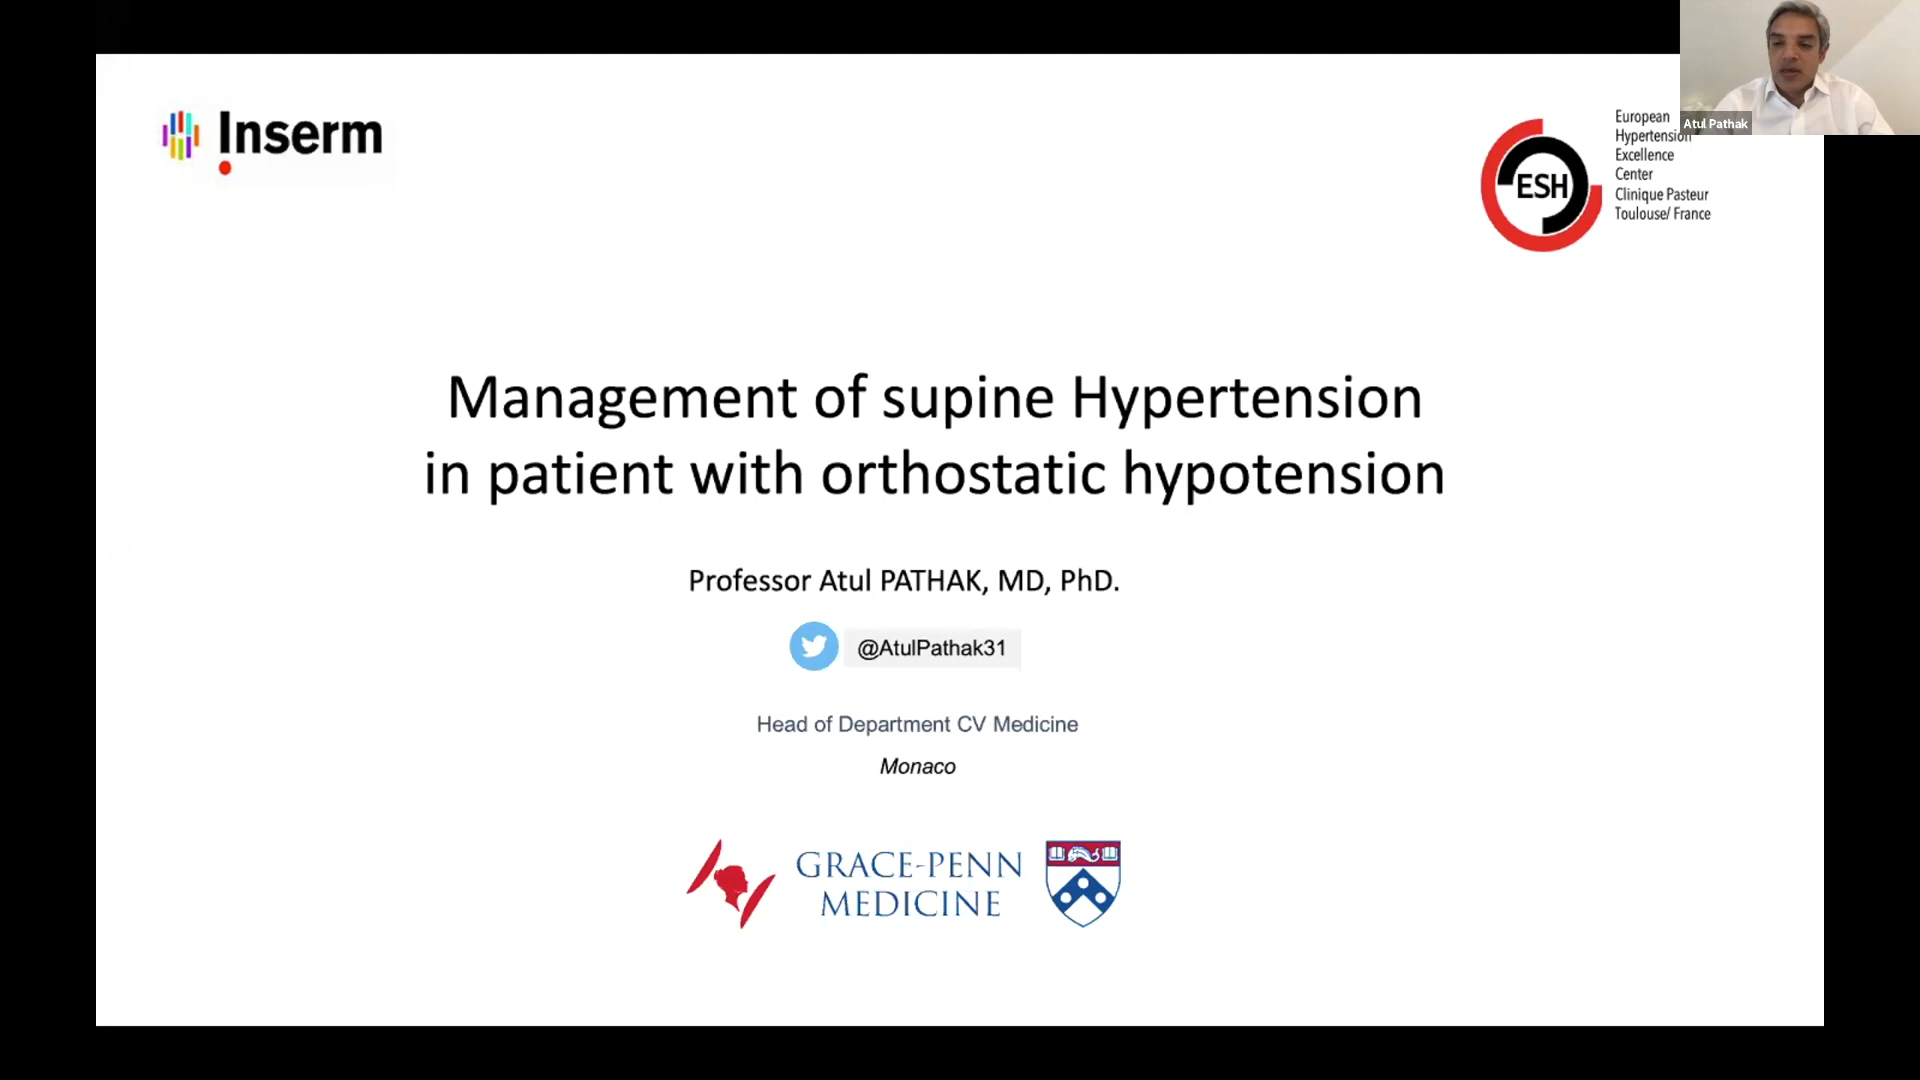 Inserm
Atul Pathak
European
Hypertension
Excellence
Center
Clinique Pasteur
Toulouse/ France
ESH
Management of supine Hypertension
in patient with orthostatic hypotension
Professor Atul PATHAK, MD, PhD.
@AtulPathak31
Head of Department CV Medicine
Monaco
GRACE-PENN
MEDICINE